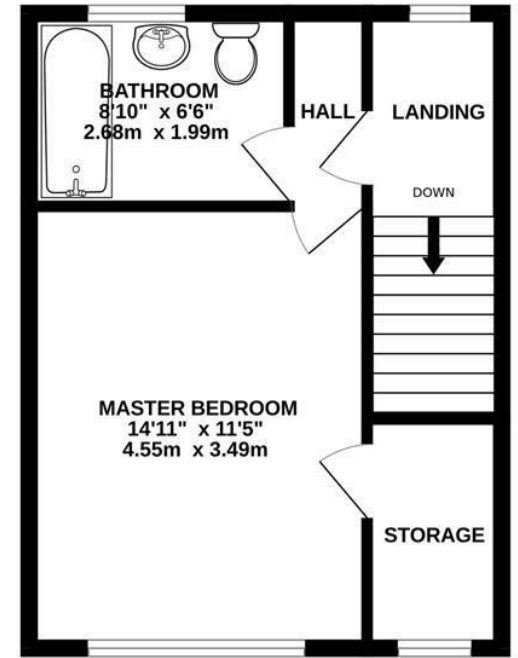 BATHROOM
8'10" x 6'6"
2.68m x 1.99m
HALL
LANDING
DOWN
MASTER BEDROOM
14'11" x 11'5"
4.55m x 3.49m
STORAGE